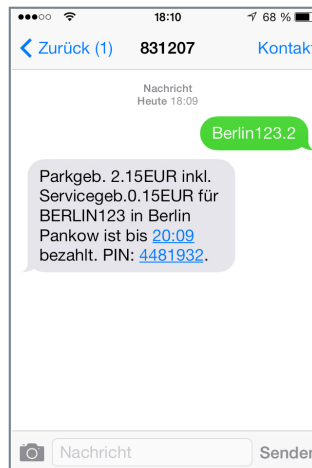 18:10
68 %
Zurück (1)
831207
Kontakt
Nachricht
Heute 18:09
Berlin123.2
Parkgeb. 2.15EUR inkl.
Servicegeb.0.15EUR für
BERLIN123 in Berlin
Pankow ist bis 20:09
bezahlt. PIN: 4481932.
Nachricht
Senden